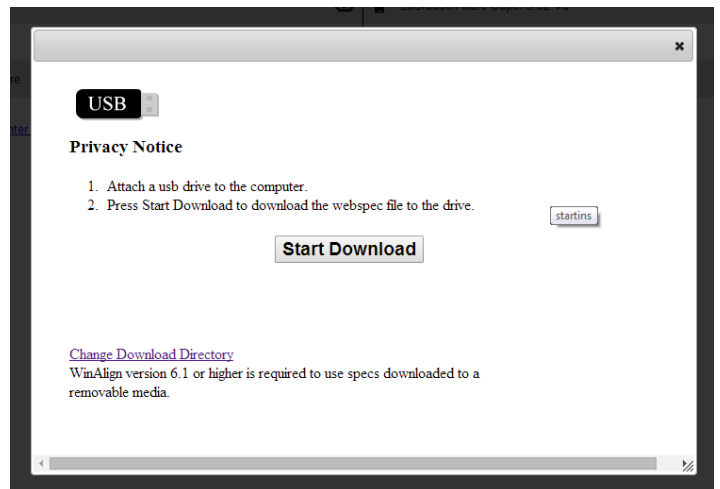 USB
Privacy Notice
1. Attach a usb drive to the computer.
2. Press Start Download to download the webspec file to the drive.
startins
Start Download
Change Download Directory
WinAlign version 6.1 or higher is required to use specs downloaded to a
removable media.